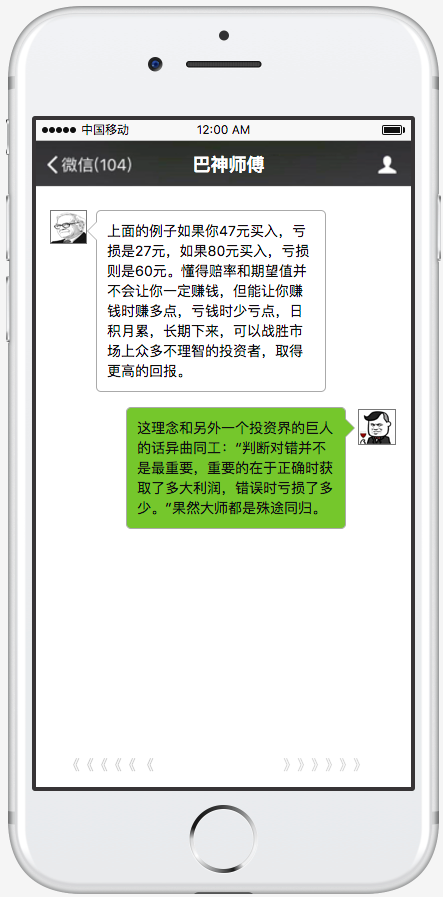 中国移动 12:00 AM
微信(104) 巴神师傅
上面的例子如果你47元买入，亏
损是27元，如果80元买入，亏损
则是60元。懂得赔率和期望值并
不会让你一定赚钱，但能让你赚
钱时赚多点，亏钱时少亏点，日
积月累，长期下来，可以战胜市
场上众多不理智的投资者，取得
更高的回报。
这理念和另外一个投资界的巨人
的话异曲同工：“判断对错并不
是最重要，重要的在于正确时获
取了多大利润，错误时亏损了多
少。”果然大师都是殊途同归。
《《《《《《 》》》》》》